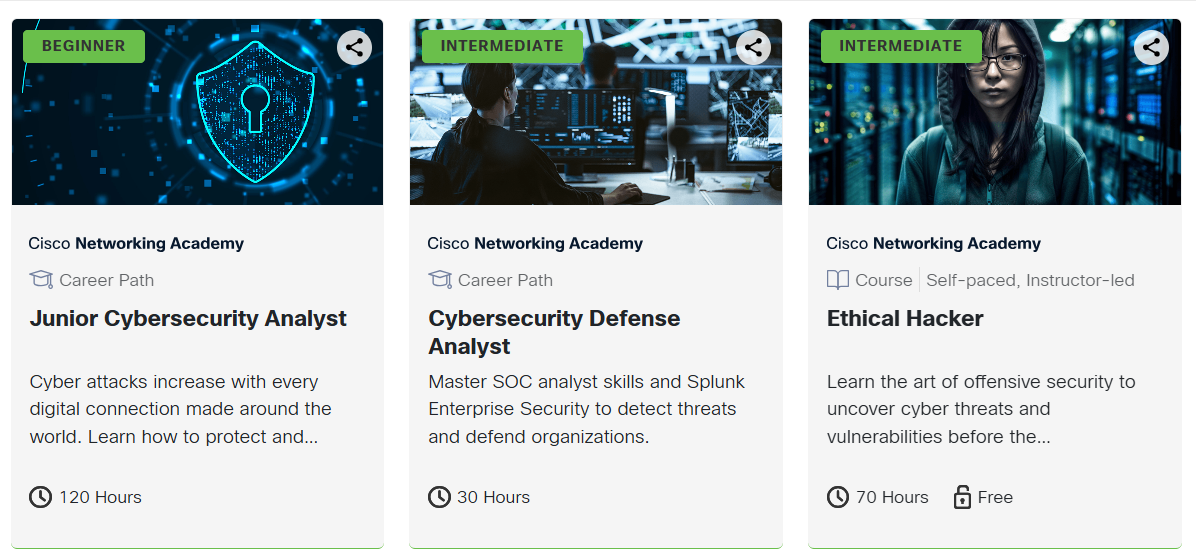 BEGINNER
Cisco Networking Academy
Career Path
Junior Cybersecurity Analyst
Cyber attacks increase with every
digital connection made around the
world. Learn how to protect and...
120 Hours
INTERMEDIATE
Cisco Networking Academy
Career Path
Cybersecurity Defense
Analyst
Master SOC analyst skills and Splunk
Enterprise Security to detect threats
and defend organizations.
30 Hours
INTERMEDIATE
Cisco Networking Academy
Course | Self-paced, Instructor-led
Ethical Hacker
Learn the art of offensive security to
uncover cyber threats and
vulnerabilities before the...
70 Hours Free